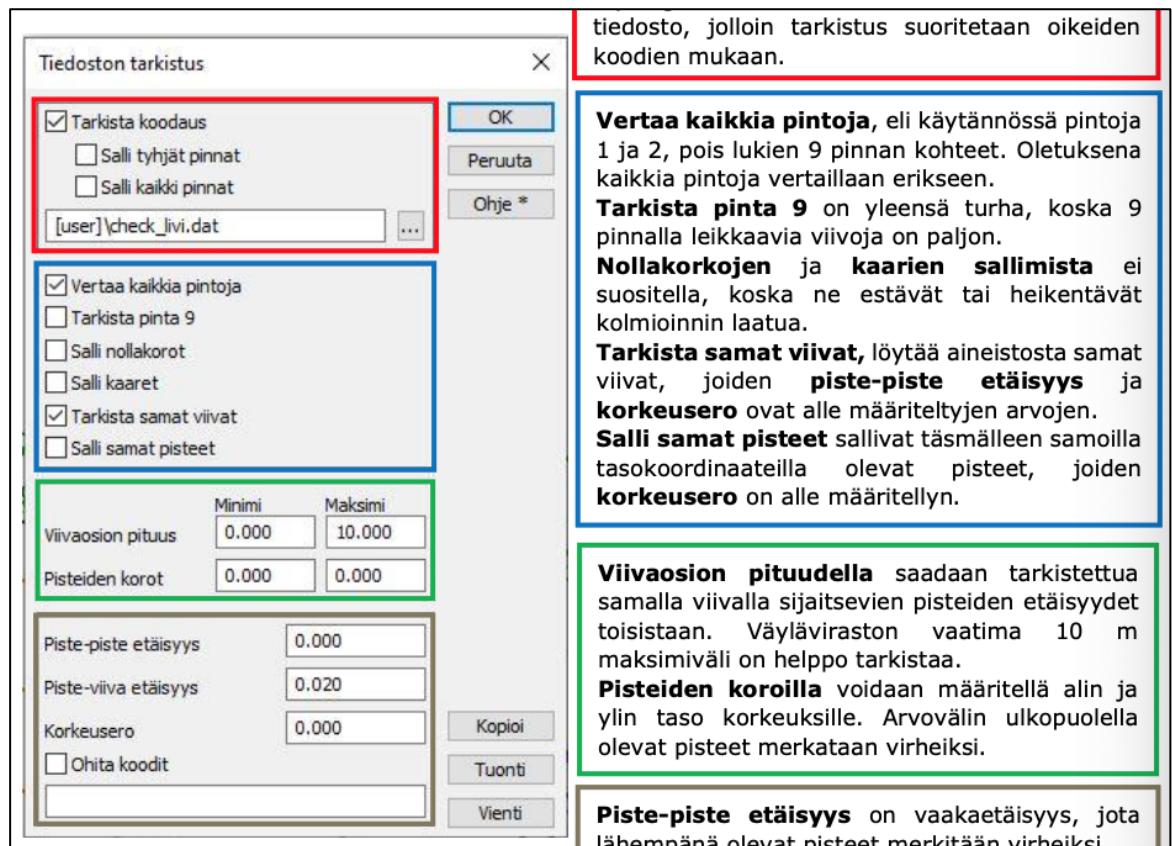 Tiedoston tarkistus
Tarkista koodaus
OK
Salli tyhjät pinnat
Peruuta
Salli kaikki pinnat
Ohje *
[user]\check_livi.dat
...
Vertaa kaikkia pintoja
Tarkista pinta 9
Salli nollakorot
Salli kaaret
Tarkista samat viivat
Salli samat pisteet
Minimi Maksimi
Viivaosion pituus 0.000 10.000
Pisteiden korot 0.000 0.000
Piste-piste etäisyys 0.000
Piste-viiva etäisyys 0.020
Korkeusero 0.000
Kopioi
Ohita koodit
Tuonti
Vienti
tiedosto, jolloin tarkistus suoritetaan oikeiden
koodien mukaan.
Vertaa kaikkia pintoja, eli käytännössä pintoja
1 ja 2, pois lukien 9 pinnan kohteet. Oletuksena
kaikkia pintoja vertaillaan erikseen.
Tarkista pinta 9 on yleensä turha, koska 9
pinnalla leikkaavia viivoja on paljon.
Nollakorkojen ja kaarien sallimista ei
suositella, koska ne estävät tai heikentävät
kolmioinnin laatua.
Tarkista samat viivat, löytää aineistosta samat
viivat, joiden piste-piste etäisyys ja
korkeusero ovat alle määriteltyjen arvojen.
Salli samat pisteet sallivat täsmälleen samoilla
tasokoordinaateilla olevat pisteet, joiden
korkeusero on alle määritellyn.
Viivaosion pituudella saadaan tarkistettua
samalla viivalla sijaitsevien pisteiden etäisyydet
toisistaan. Väyläviraston vaatima 10 m
maksimiväli on helppo tarkistaa.
Pisteiden koroilla voidaan määritellä alin ja
ylin taso korkeuksille. Arvovälin ulkopuolella
olevat pisteet merkataan virheiksi.
Piste-piste etäisyys on vaakaetäisyys, jota
lähempänä olevat pisteet merkitään virheiksi